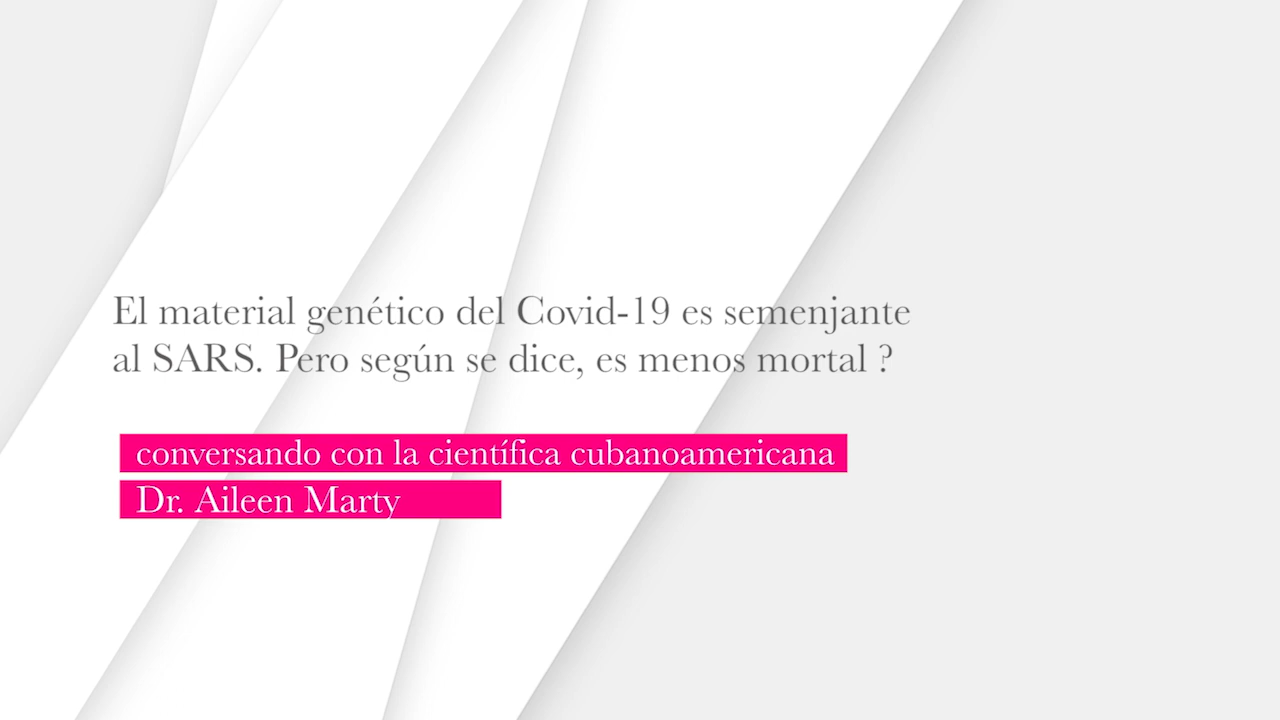 El material genético del Covid-19 es semenjante
al SARS. Pero según se dice, es menos mortal ?
conversando con la científica cubanoamericana
Dr. Aileen Marty